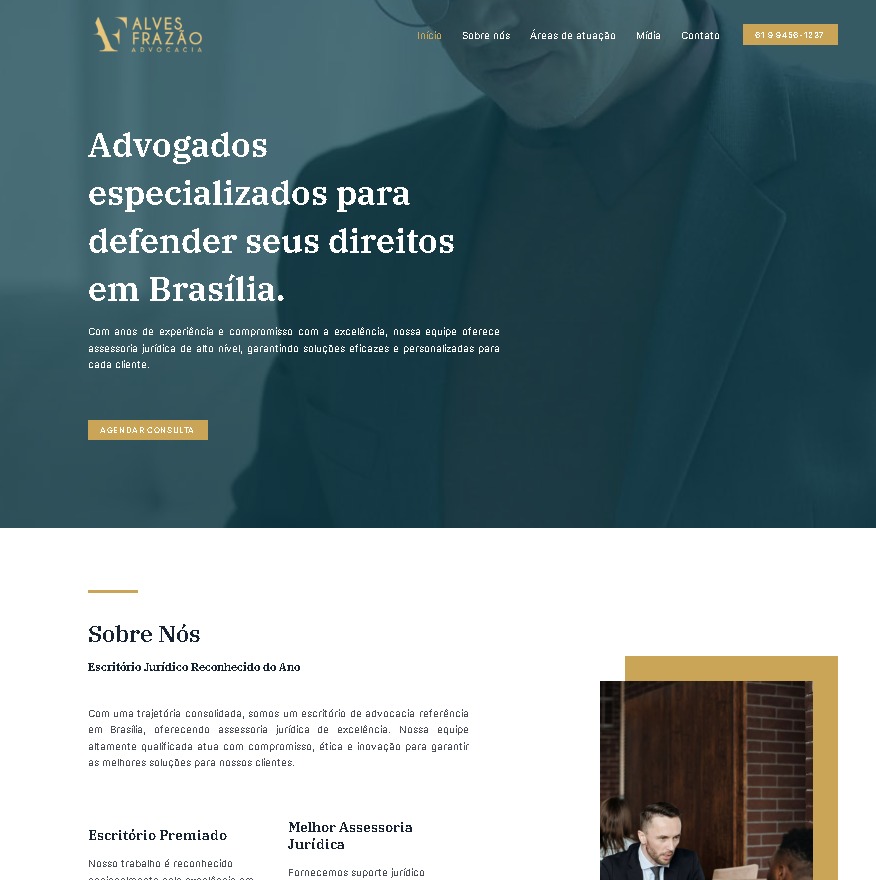 ALVES
FRAZÃO
ADVOCACIA
Início
Sobre nós
Áreas de atuação
Mídia
Contato
61 9 9456-1227
Advogados
especializados para
defender seus direitos
em Brasília.
Com anos de experiência e compromisso com a excelência, nossa equipe oferece
assessoria jurídica de alto nível, garantindo soluções eficazes e personalizadas para
cada cliente.
AGENDAR CONSULTA
Sobre Nós
Escritório Jurídico Reconhecido do Ano
Com uma trajetória consolidada, somos um escritório de advocacia referência
em Brasília, oferecendo assessoria jurídica de excelência. Nossa equipe
altamente qualificada atua com compromisso, ética e inovação para garantir
as melhores soluções para nossos clientes.
Escritório Premiado
Nosso trabalho é reconhecido
Melhor Assessoria
Jurídica
Fornecemos suporte jurídico